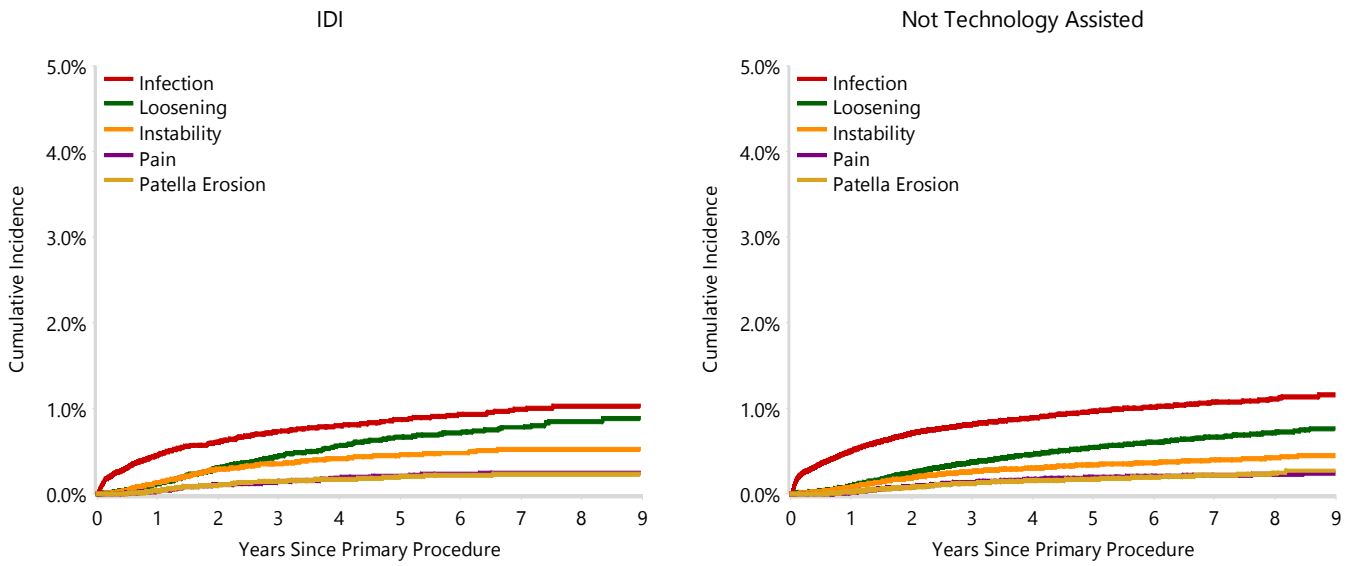 IDI
5.0%
4.0%
3.0%
2.0%
1.0%
0.0%
Cumulative Incidence
Infection
Loosening
Instability
Pain
Patella Erosion
0 1 2 3 4 5 6 7 8 9
Years Since Primary Procedure
Not Technology Assisted
5.0%
4.0%
3.0%
2.0%
1.0%
0.0%
Cumulative Incidence
Infection
Loosening
Instability
Pain
Patella Erosion
0 1 2 3 4 5 6 7 8 9
Years Since Primary Procedure